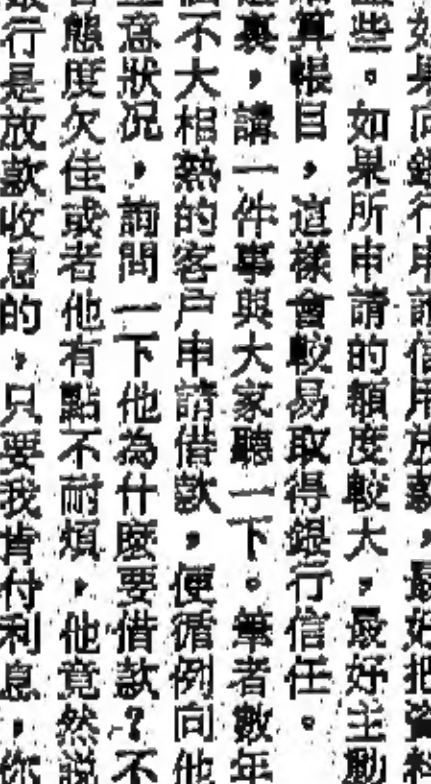 如果向銀行申請信用放款，最好把資料
些。如果所申請的額度較大，最好主動
算帳目，這樣會較易取得銀行信任。
裏，講一件事與大家聽一下。筆者數年
個不大相熟的客戶申請借款，便循例向他
意狀況，詢問一下他為什麼要借款？不
態度欠佳或者他有點不耐煩，他竟然說
銀行是放款收息的，只要我肯付利息，你